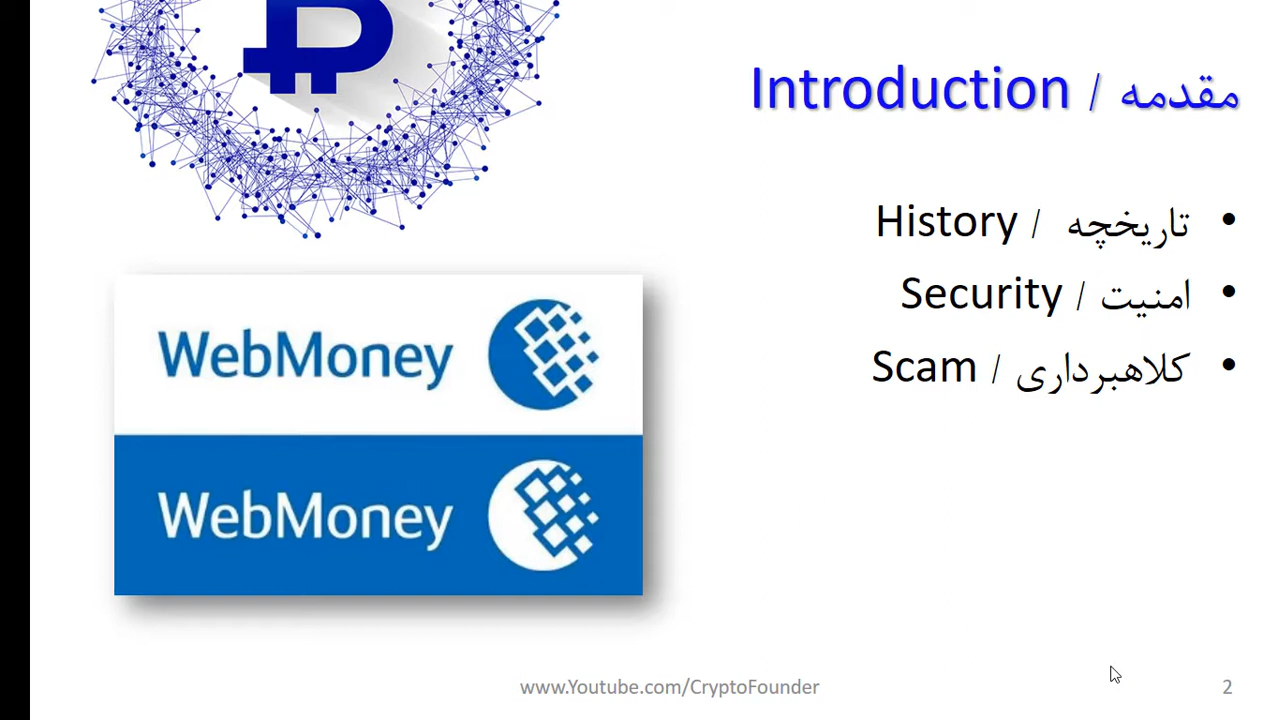 مقدمه / Introduction
• تاریخچه / History
• امنیت / Security
• کلاهبرداری / Scam
WebMoney
WebMoney
www.Youtube.com/CryptoFounder
2